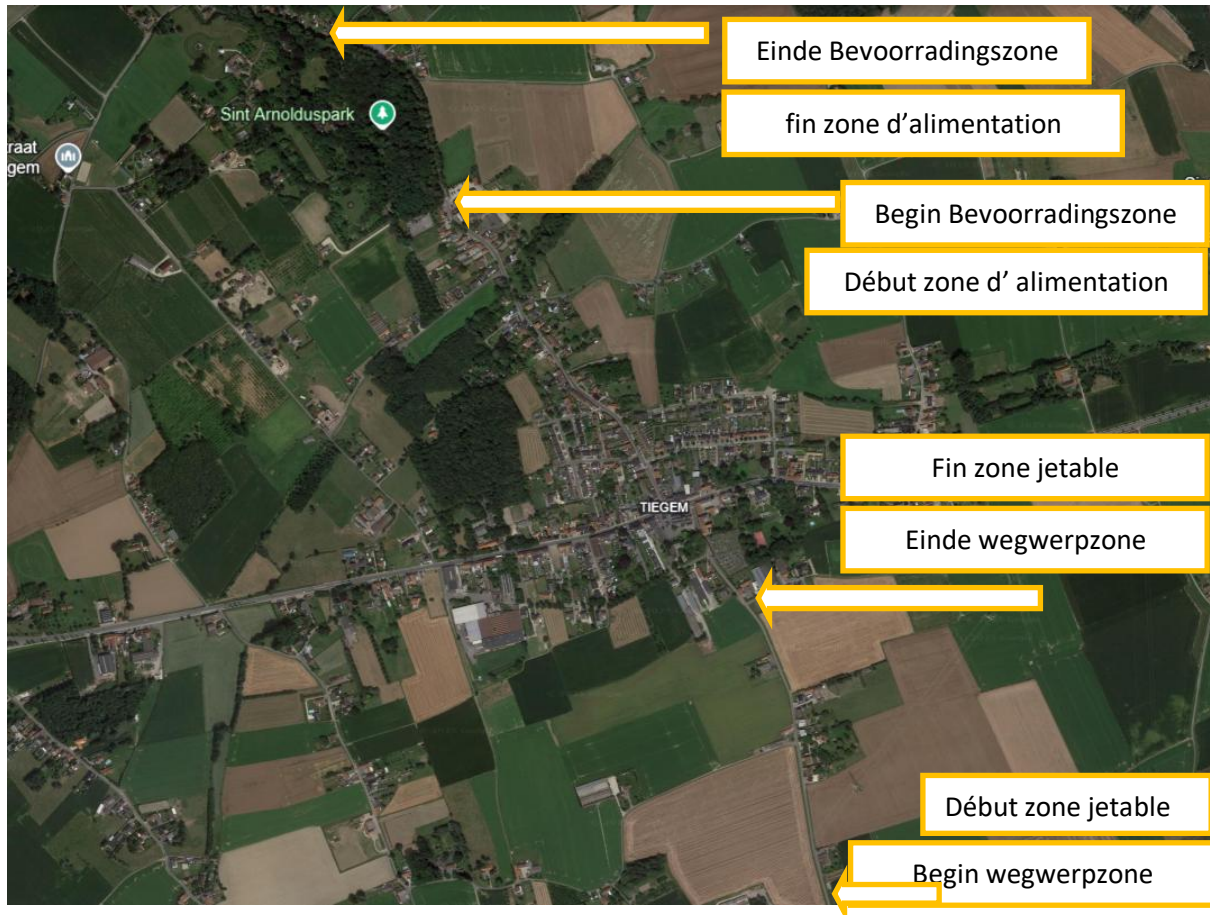 Einde Bevoorradingszone
fin zone d'alimentation
Sint Arnolduspark
traat
gem
Begin Bevoorradingszone
Début zone d' alimentation
Fin zone jetable
TIEGEM
Einde wegwerpzone
Début zone jetable
Begin wegwerpzone